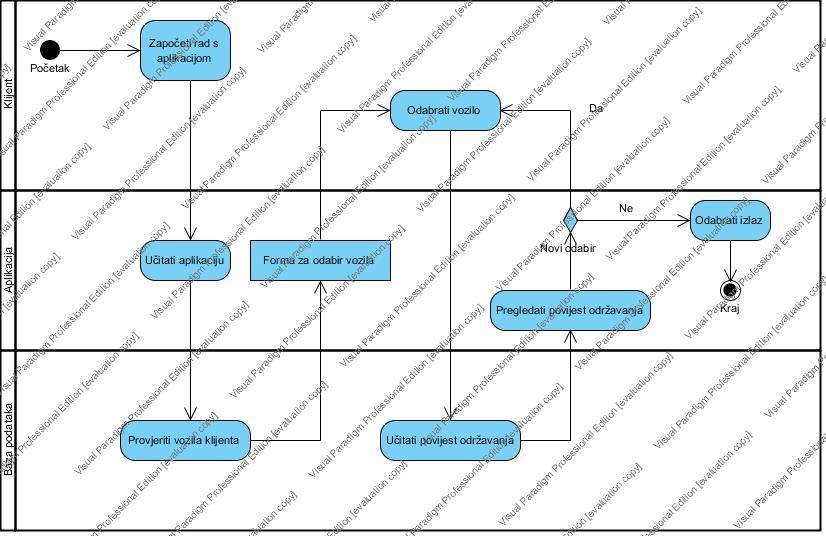 Klijent
Početak
Započeti rad s
aplikacijom
Odabrati vozilo
Da
Aplikacija
Učitati aplikaciju
Forma za odabir vozila
Novi odabir
Ne
Odabrati izlaz
Pregledati povijest održavanja
Kraj
Baza podataka
Provjeriti vozila klijenta
Učitati povijest održavanja
Visual Paradigm Professional Edition [evaluation copy]